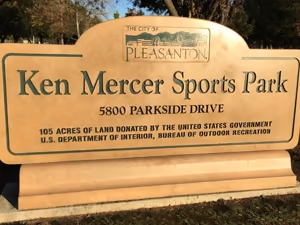 THE CITY OF
PLEASANTON
Ken Mercer Sports Park
5800 PARKSIDE DRIVE
105 ACRES OF LAND DONATED BY THE UNITED STATES GOVERNMENT
U.S. DEPARTMENT OF INTERIOR, BUREAU OF OUTDOOR RECREATION